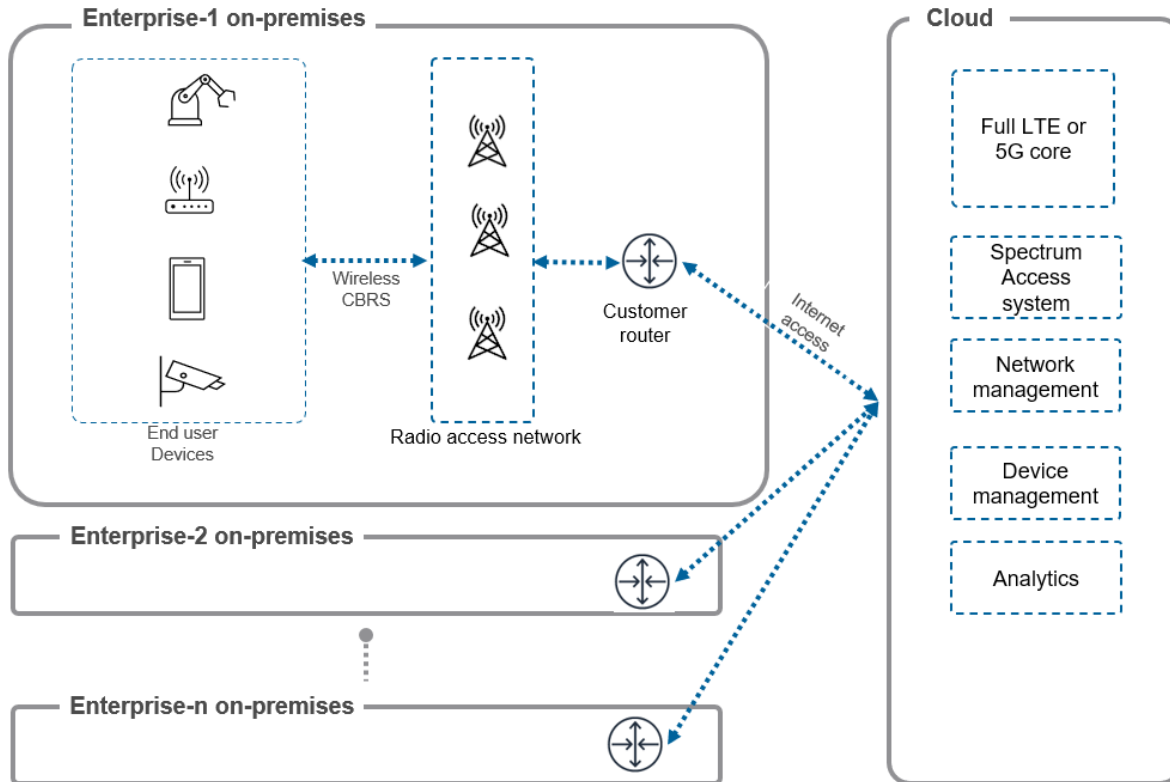 Enterprise-1 on-premises
Cloud
Full LTE or
5G core
Spectrum
Access
system
Network
management
Device
management
Analytics
Wireless
CBRS
Customer
router
Internet
access
End user
Devices
Radio access network
Enterprise-2 on-premises
Enterprise-n on-premises